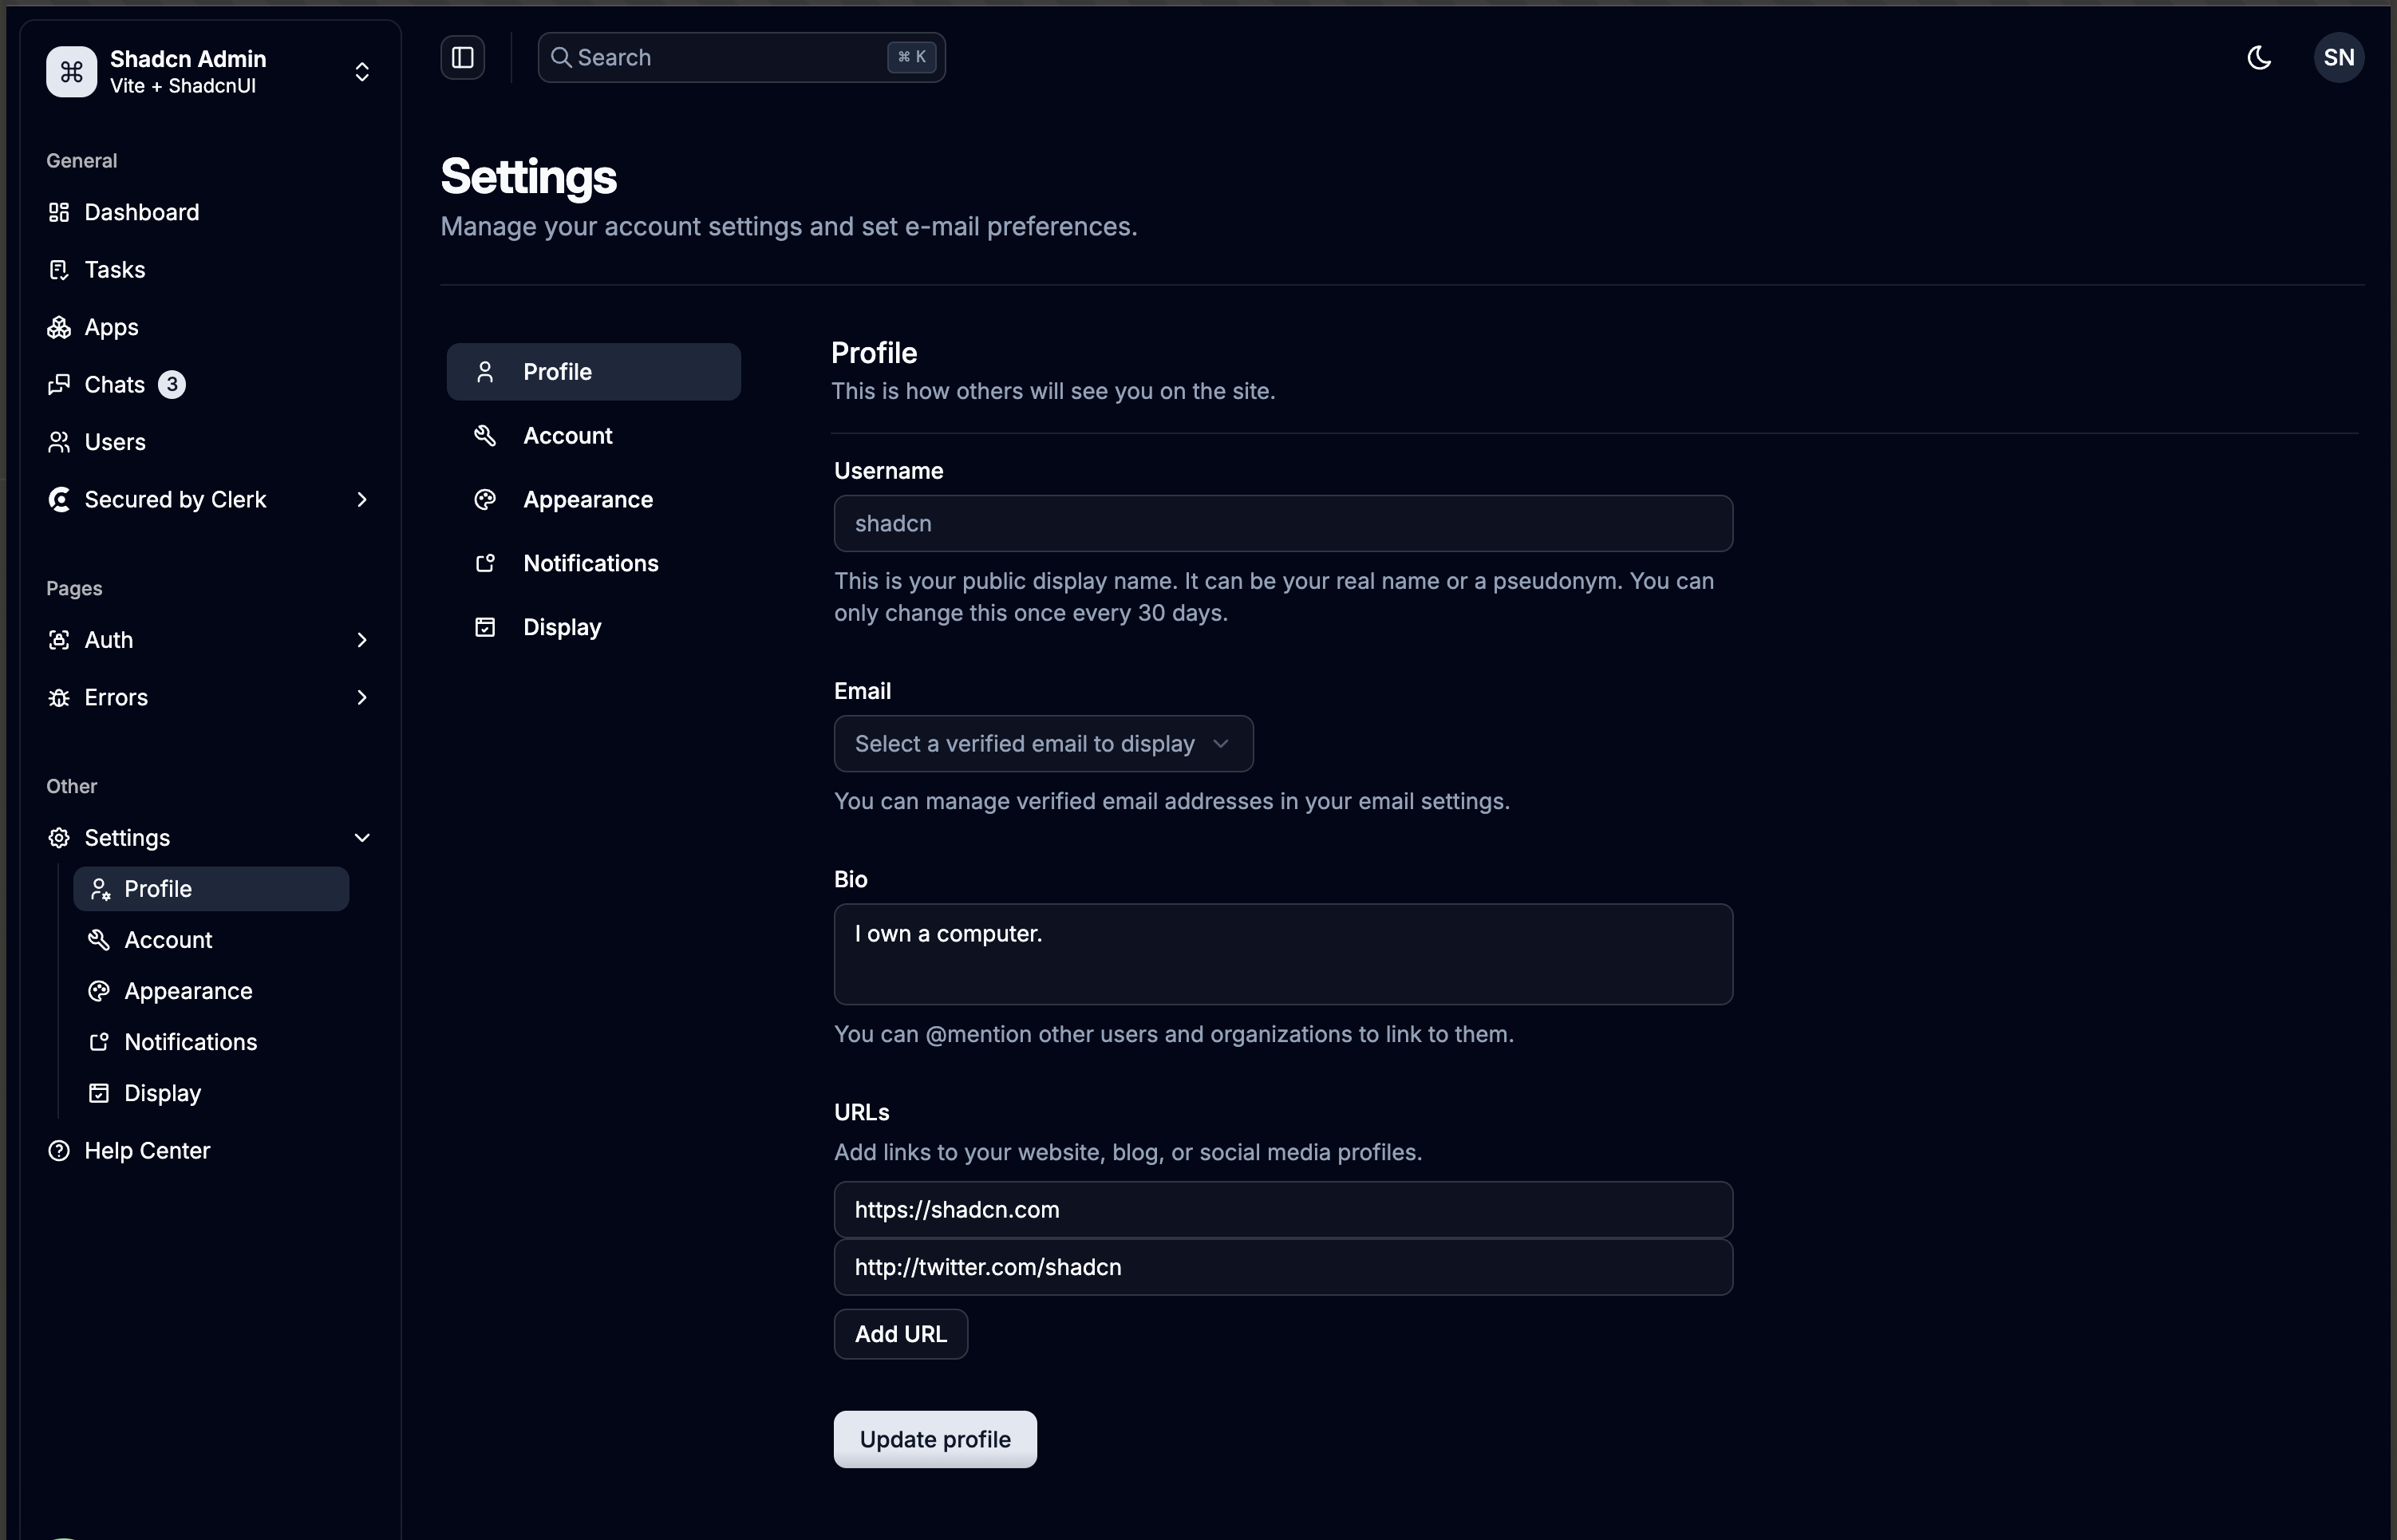 Shadcn Admin
Vite + ShadcnUI
General
Dashboard
Tasks
Apps
Chats 3
Users
Secured by Clerk
Pages
Auth
Errors
Other
Settings
Profile
Account
Appearance
Notifications
Display
Help Center
Search ⌘ K
SN
Settings
Manage your account settings and set e-mail preferences.
Profile
Account
Appearance
Notifications
Display
Profile
This is how others will see you on the site.
Username
shadcn
This is your public display name. It can be your real name or a pseudonym. You can
only change this once every 30 days.
Email
Select a verified email to display
You can manage verified email addresses in your email settings.
Bio
I own a computer.
You can @mention other users and organizations to link to them.
URLs
Add links to your website, blog, or social media profiles.
https://shadcn.com
http://twitter.com/shadcn
Add URL
Update profile